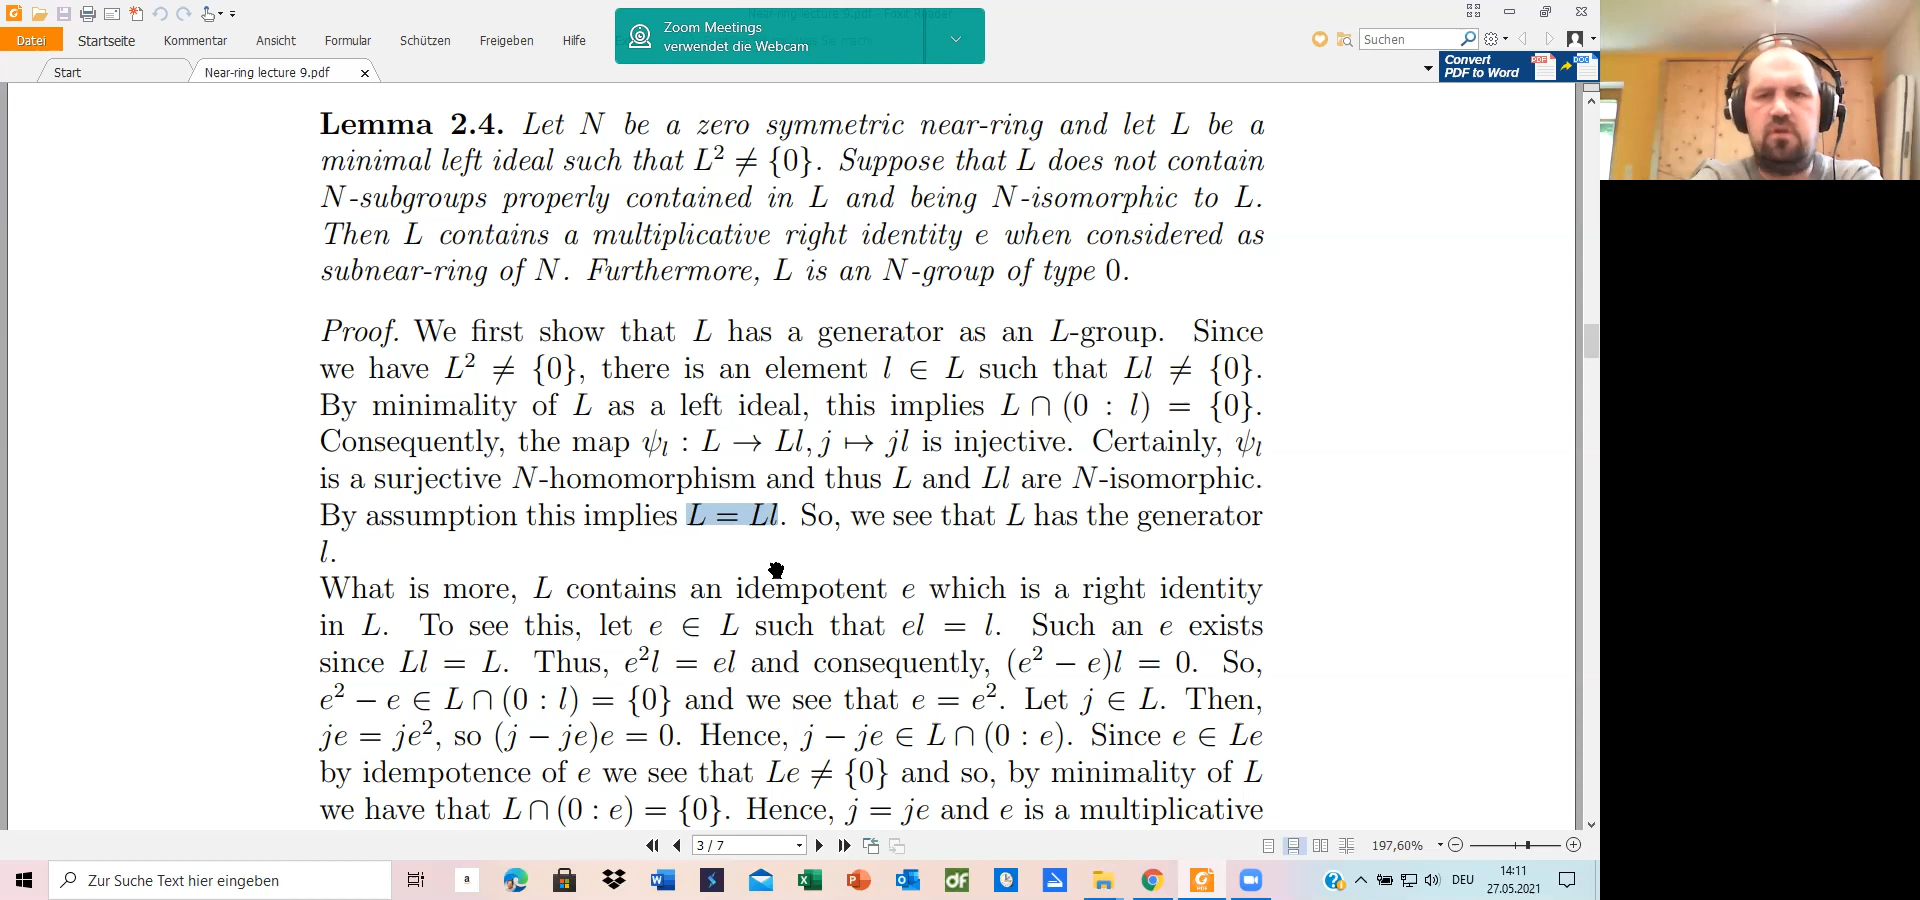 Zoom Meetings
verwendet die Webcam
Datei Startseite Kommentar Ansicht Formular Schützen Freigeben Hilfe
Suchen
Start Near-ring lecture 9.pdf
Convert
PDF to Word
Lemma 2.4. Let N be a zero symmetric near-ring and let L be a
minimal left ideal such that L² ≠ {0}. Suppose that L does not contain
N-subgroups properly contained in L and being N-isomorphic to L.
Then L contains a multiplicative right identity e when considered as
subnear-ring of N. Furthermore, L is an N-group of type 0.
Proof. We first show that L has a generator as an L-group. Since
we have L² ≠ {0}, there is an element l ∈ L such that Ll ≠ {0}.
By minimality of L as a left ideal, this implies L ∩ (0 : l) = {0}.
Consequently, the map ψₗ : L → Ll, j ↦ jl is injective. Certainly, ψₗ
is a surjective N-homomorphism and thus L and Ll are N-isomorphic.
By assumption this implies L = Ll. So, we see that L has the generator
l.
What is more, L contains an idempotent e which is a right identity
in L. To see this, let e ∈ L such that el = l. Such an e exists
since Ll = L. Thus, e²l = el and consequently, (e² − e)l = 0. So,
e² − e ∈ L ∩ (0 : l) = {0} and we see that e = e². Let j ∈ L. Then,
je = je², so (j − je)e = 0. Hence, j − je ∈ L ∩ (0 : e). Since e ∈ Le
by idempotence of e we see that Le ≠ {0} and so, by minimality of L
we have that L ∩ (0 : e) = {0}. Hence, j = je and e is a multiplicative
3 / 7
197,60%
Zur Suche Text hier eingeben
DEU
14:11
27.05.2021